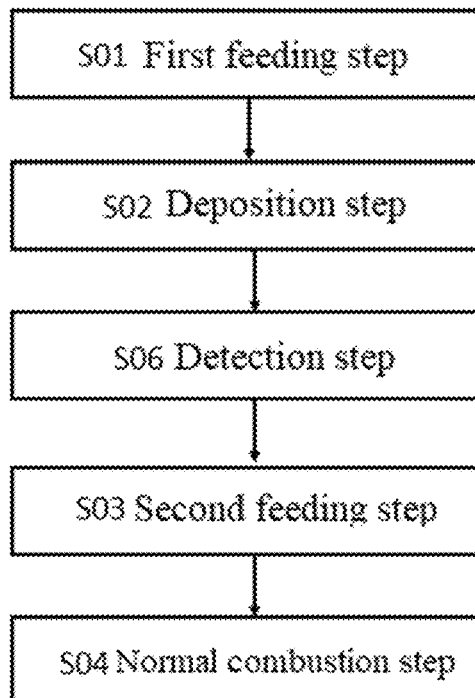 S01 First feeding step
S02 Deposition step
S06 Detection step
S03 Second feeding step
S04 Normal combustion step